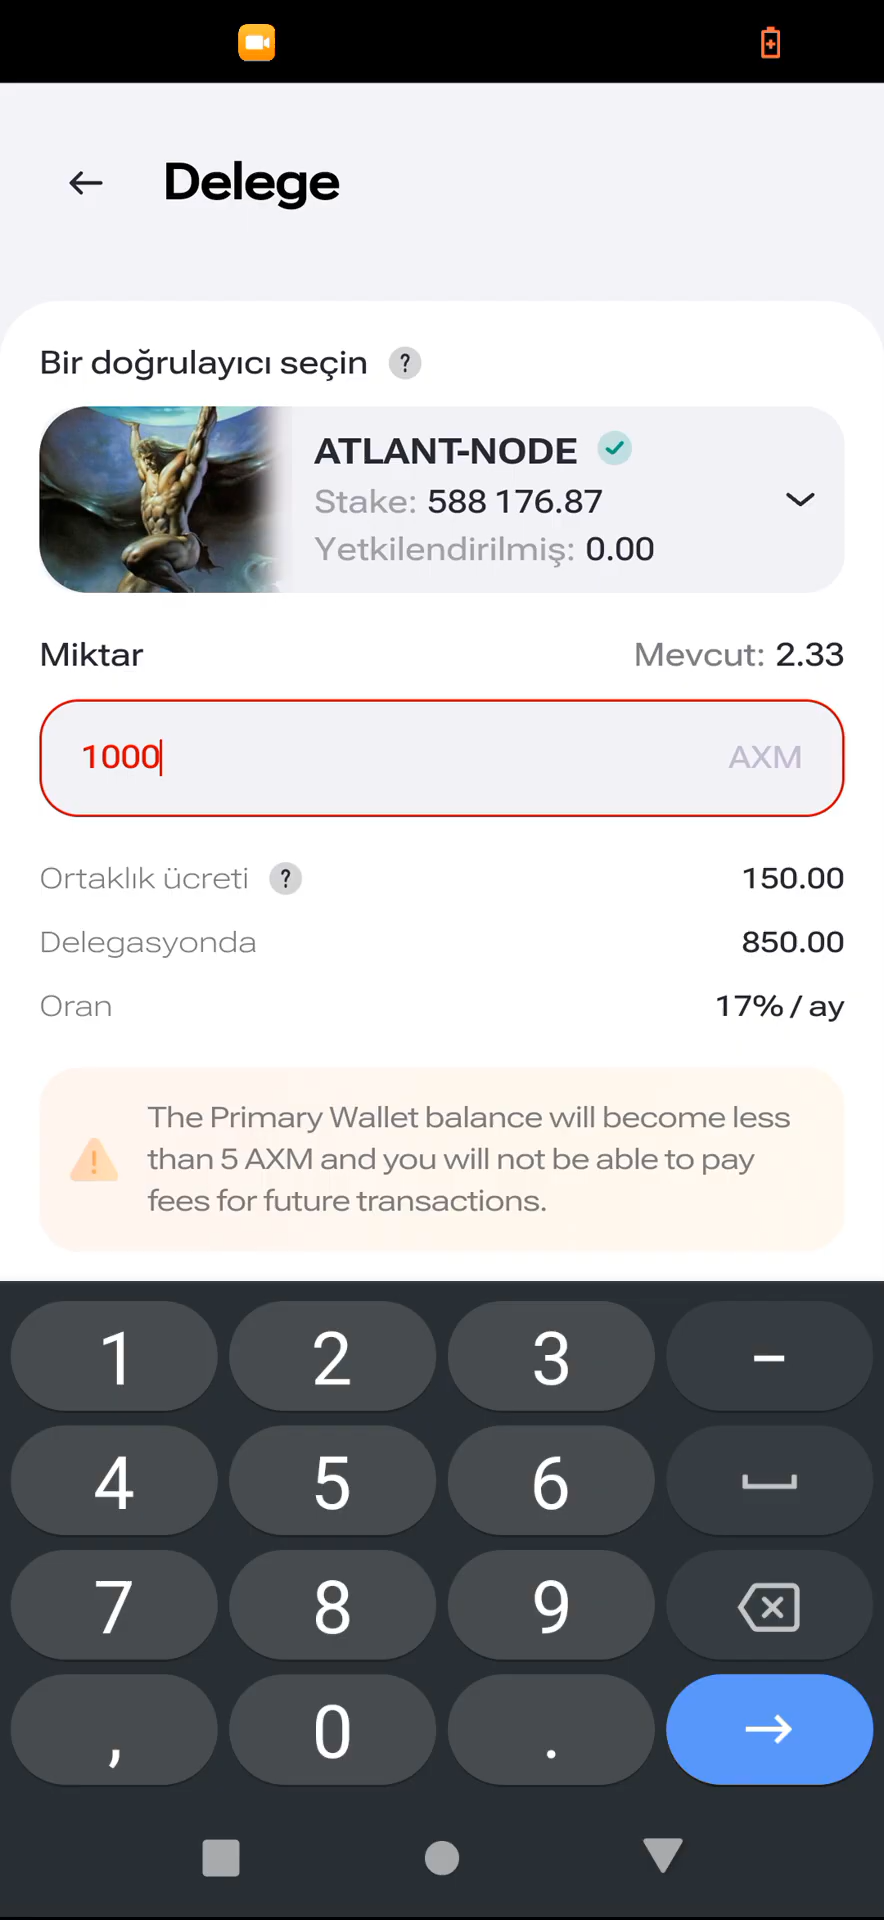 Delege
Bir doğrulayıcı seçin ?
ATLANT-NODE
Stake: 588 176.87
Yetkilendirilmiş: 0.00
Miktar Mevcut: 2.33
1000 AXM
Ortaklık ücreti ? 150.00
Delegasyonda 850.00
Oran 17% / ay
The Primary Wallet balance will become less
than 5 AXM and you will not be able to pay
fees for future transactions.
1 2 3 –
4 5 6
7 8 9
, 0 .